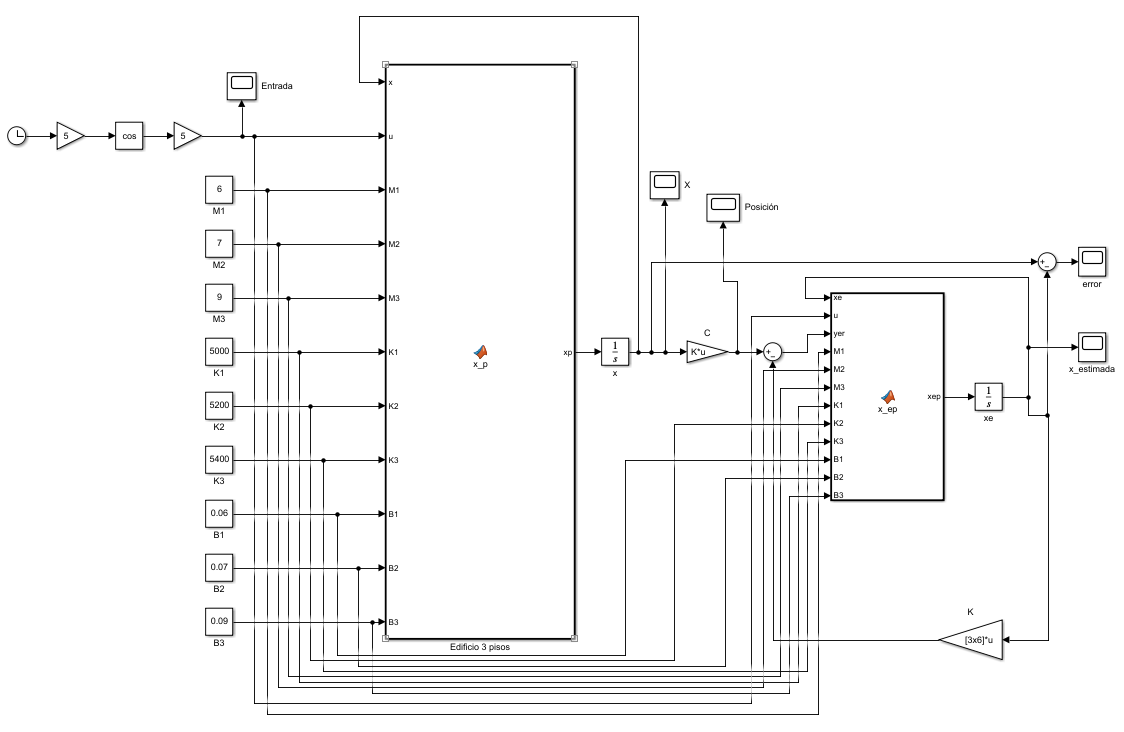 Entrada
x
5
cos
5
u
6
M1
M1
X
7
M2
M2
Posición
9
M3
M3
+
-
error
xe
u
C
yer
5000
K1
K1
x_p
xp
1
s
x
K*u
+
-
M1
x_estimada
M2
M3
5200
K2
K2
K1
x_ep
xep
1
s
xe
K2
K3
5400
K3
K3
B1
B2
B3
0.06
B1
B1
0.07
B2
B2
0.09
B3
B3
Edificio 3 pisos
K
[3x6]*u